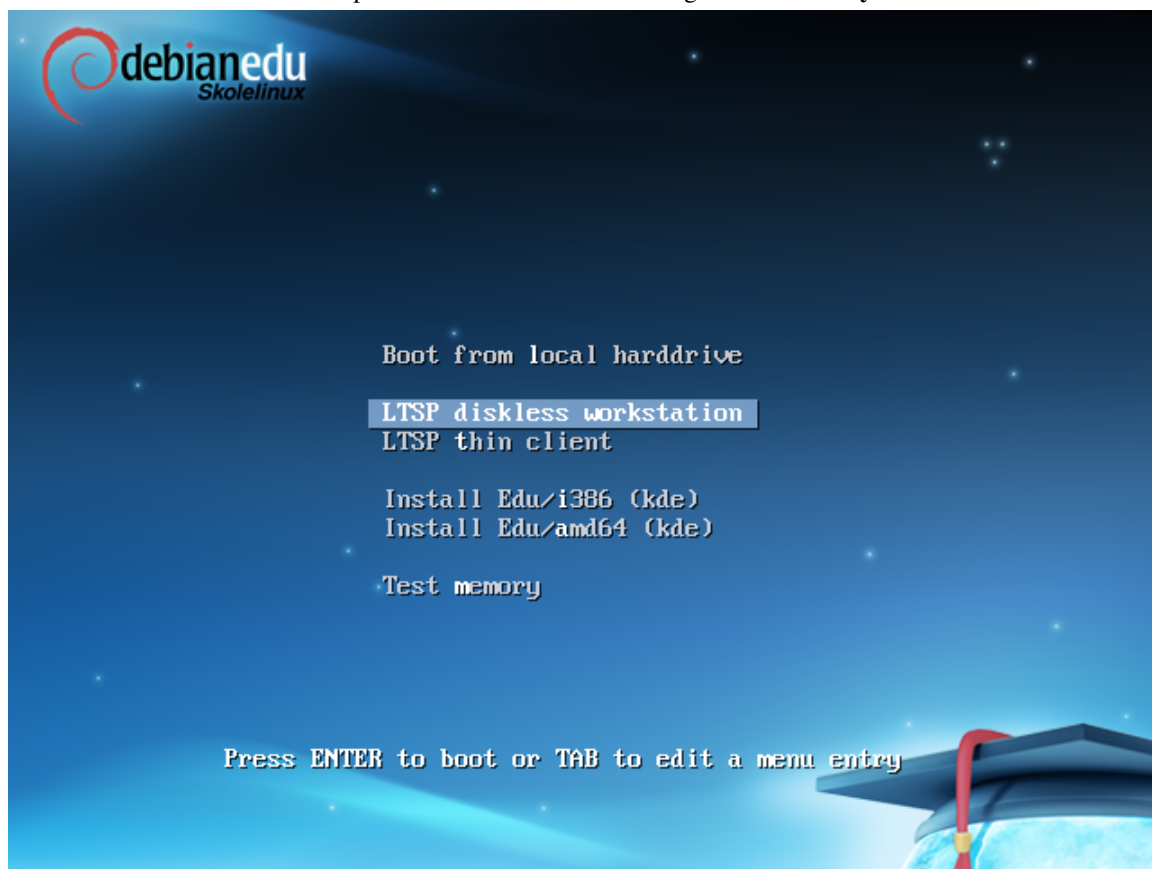 debianedu
Skolelinux
Boot from local harddrive
LTSP diskless workstation
LTSP thin client
Install Edu/i386 (kde)
Install Edu/amd64 (kde)
Test memory
Press ENTER to boot or TAB to edit a menu entry